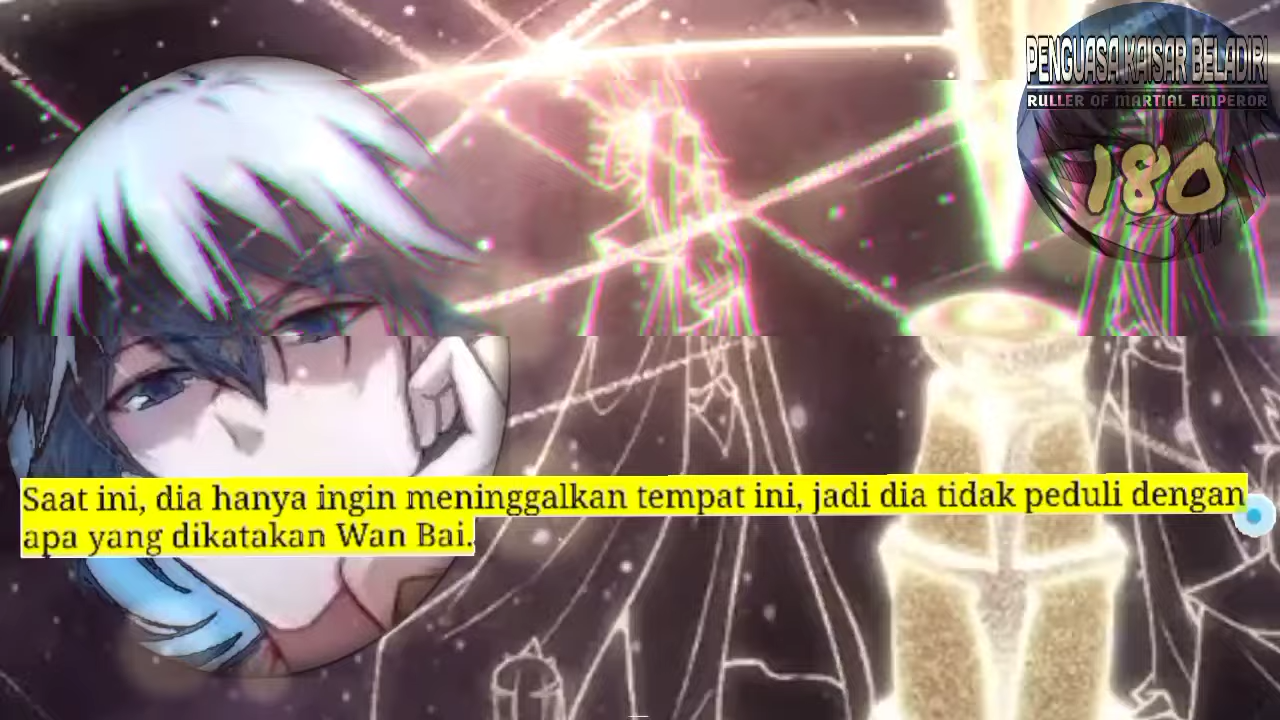 PENGUASA KAISAR BELADIRI
RULLER OF MARTIAL EMPEROR
180
Saat ini, dia hanya ingin meninggalkan tempat ini, jadi dia tidak peduli dengan
apa yang dikatakan Wan Bai.